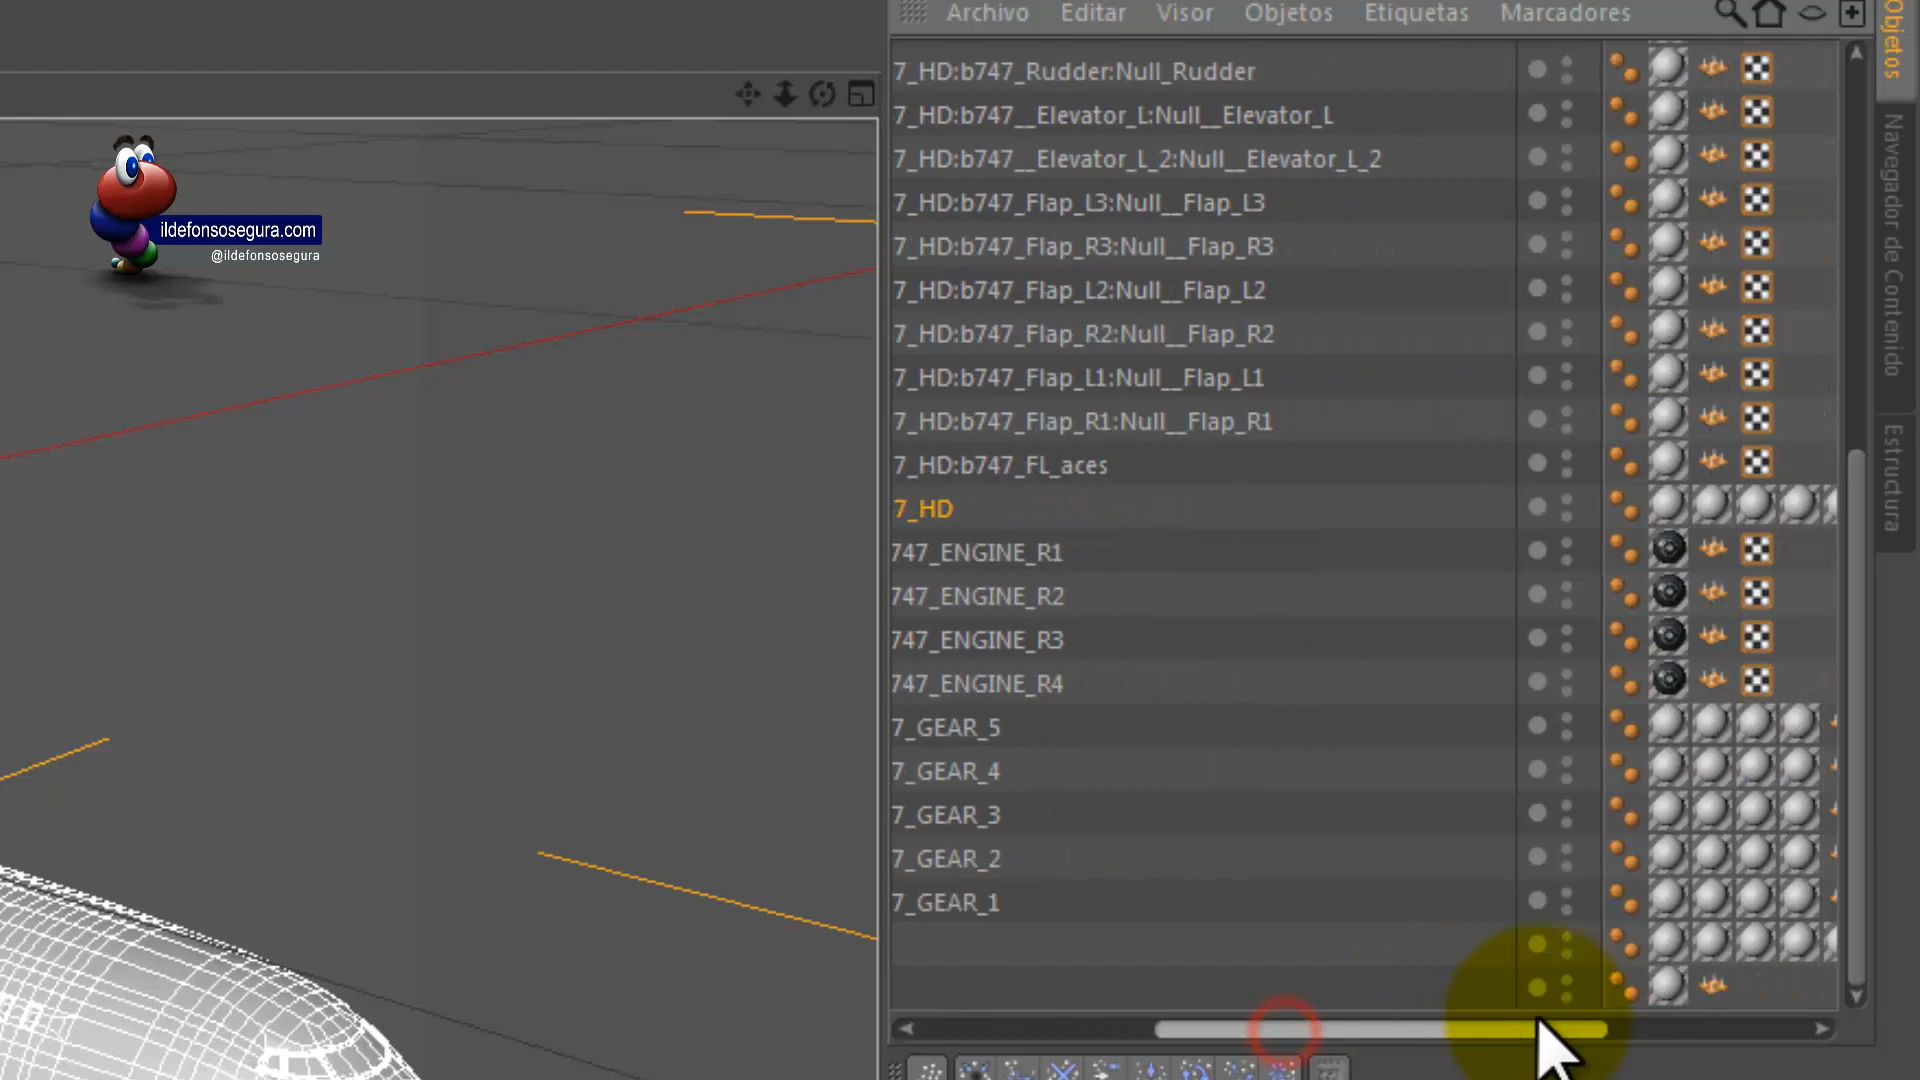 Archivo Editar Visor Objetos Etiquetas Marcadores
Objetos
Navegador de Contenido
Estructura
ildefonsosegura.com
@ildefonsosegura
7_HD:b747_Rudder:Null_Rudder
7_HD:b747__Elevator_L:Null__Elevator_L
7_HD:b747__Elevator_L_2:Null__Elevator_L_2
7_HD:b747_Flap_L3:Null__Flap_L3
7_HD:b747_Flap_R3:Null__Flap_R3
7_HD:b747_Flap_L2:Null__Flap_L2
7_HD:b747_Flap_R2:Null__Flap_R2
7_HD:b747_Flap_L1:Null__Flap_L1
7_HD:b747_Flap_R1:Null__Flap_R1
7_HD:b747_FL_aces
7_HD
747_ENGINE_R1
747_ENGINE_R2
747_ENGINE_R3
747_ENGINE_R4
7_GEAR_5
7_GEAR_4
7_GEAR_3
7_GEAR_2
7_GEAR_1